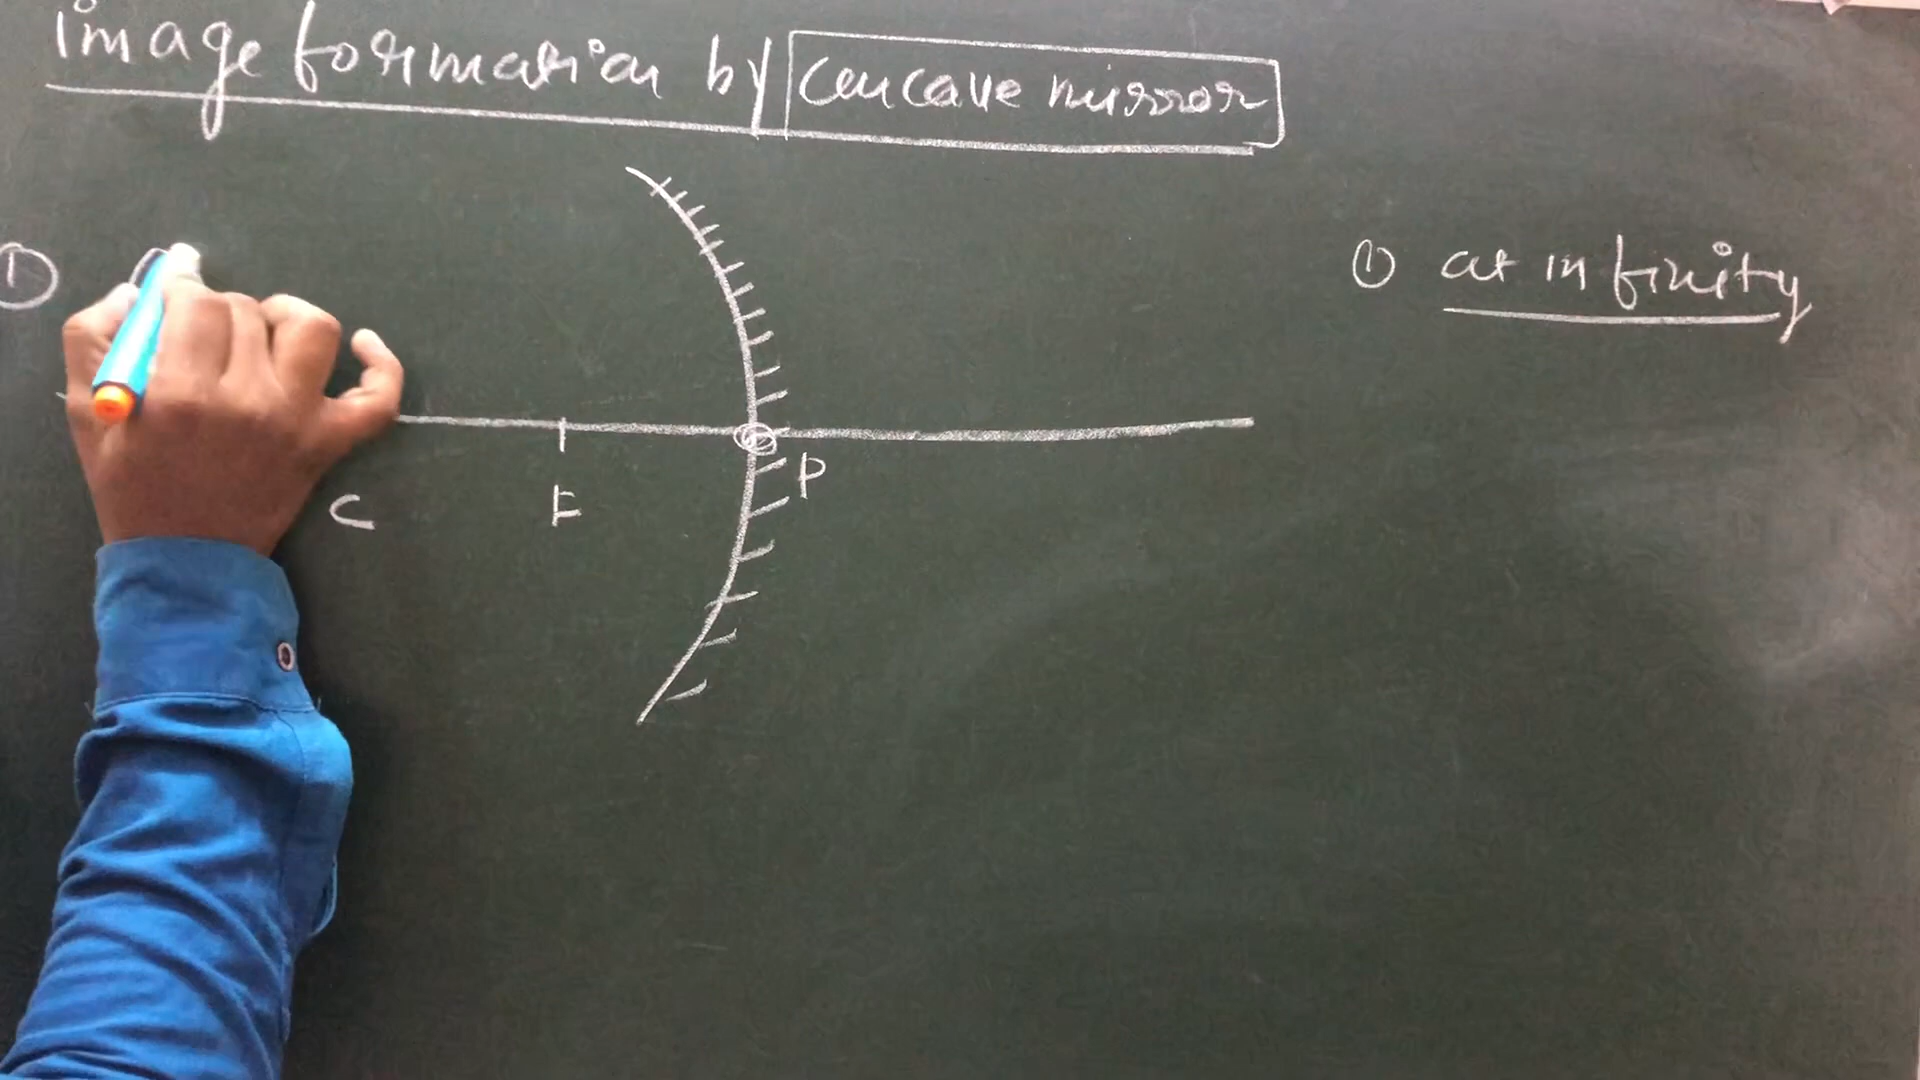 image formation by concave mirror
①
① at infinity
P
C
F